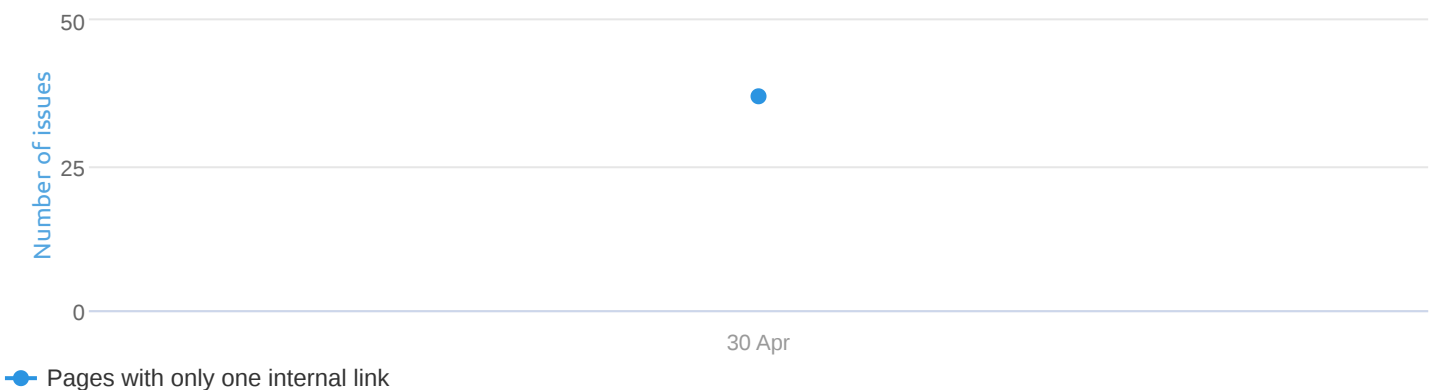 50
Number of issues
25
0
30 Apr
Pages with only one internal link